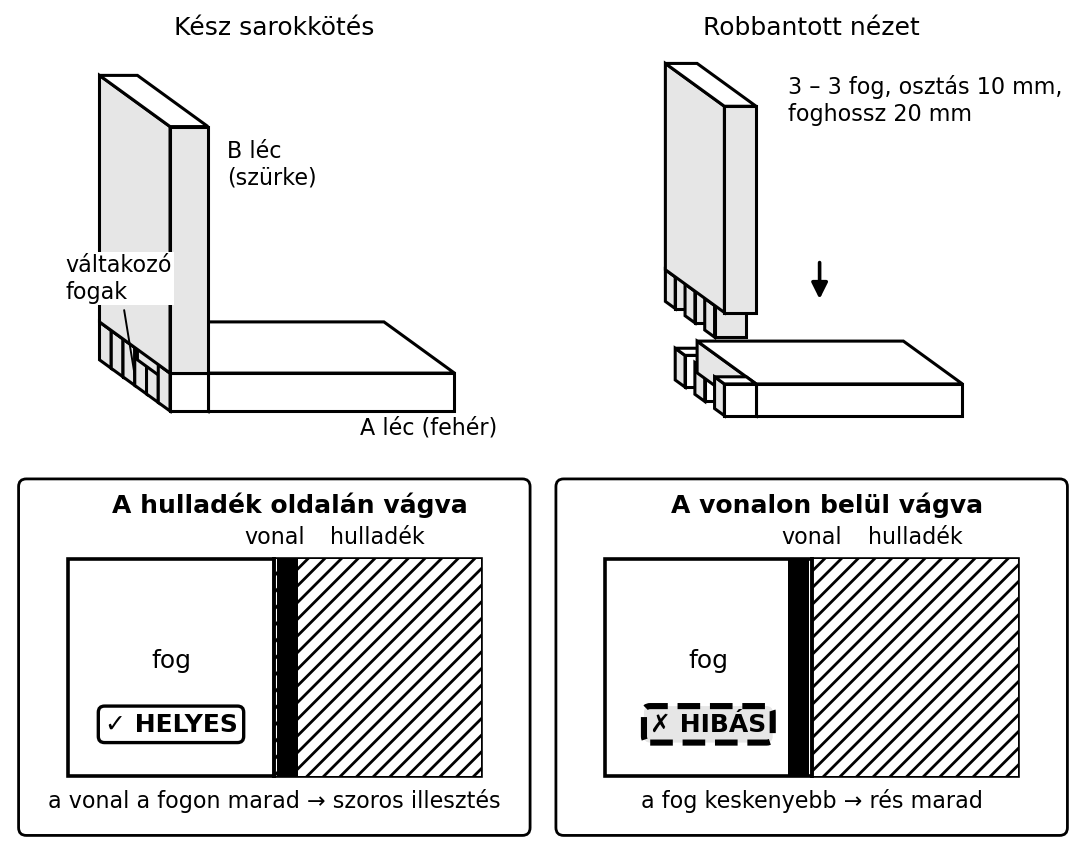 Kész sarokkötés
Robbantott nézet
3 – 3 fog, osztás 10 mm,
foghossz 20 mm
B léc
(szürke)
váltakozó
fogak
A léc (fehér)
A hulladék oldalán vágva
vonal hulladék
fog
✓ HELYES
a vonal a fogon marad → szoros illesztés
A vonalon belül vágva
vonal hulladék
fog
✗ HIBÁS
a fog keskenyebb → rés marad